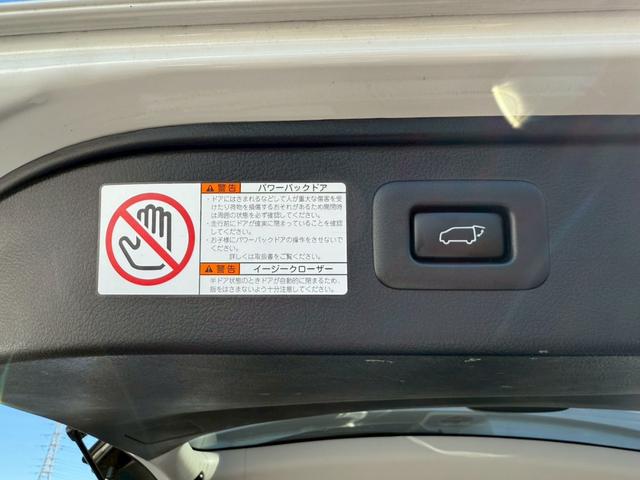 警告 パワーバックドア
・ドアにはさまれるなどして人が重大な傷害を受
けたり荷物を損傷するおそれがあるため開閉時
は周囲の状態を必ず確認してください。
・走行前にドアが確実に閉まっていることを確認
してください。
・お子様にパワーバックドアの操作をさせないで
ください。
詳しくは取扱書をご覧ください。
警告 イージークローザー
半ドア状態のときドアが自動的に閉まるため、
指をはさまないよう十分注意してください。